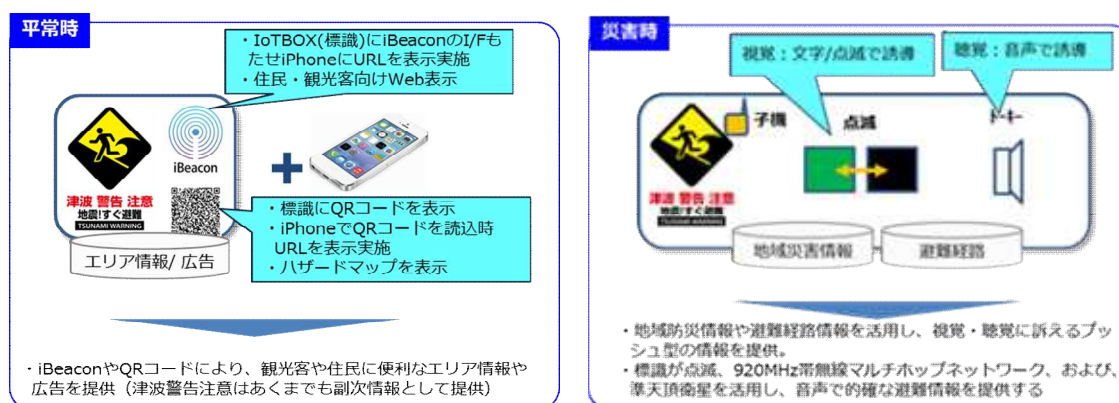 平常時
・IoTBOX(標識)にiBeaconのI/Fも
たせiPhoneにURLを表示実施
・住民・観光客向けWeb表示
iBeacon
津波 警告 注意
地震!すぐ避難
TSUNAMI WARNING
・標識にQRコードを表示
・iPhoneでQRコードを読込時
URLを表示実施
・ハザードマップを表示
エリア情報/ 広告
・iBeaconやQRコードにより、観光客や住民に便利なエリア情報や
広告を提供（津波警告注意はあくまでも副次情報として提供）
災害時
視覚：文字/点滅で誘導
聴覚：音声で誘導
子機
点滅
トーキー
津波 警告 注意
地震!すぐ避難
TSUNAMI WARNING
地域災害情報
避難経路
・地域防災情報や避難経路情報を活用し、視覚・聴覚に訴えるプッ
シュ型の情報を提供。
・標識が点滅、920MHz帯無線マルチホップネットワーク、および、
準天頂衛星を活用し、音声で的確な避難情報を提供する